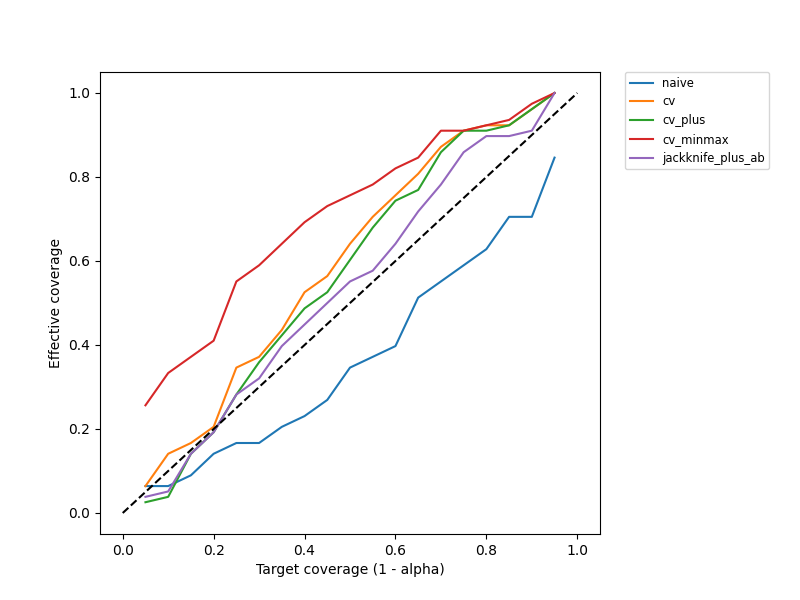 naive
cv
cv_plus
cv_minmax
jackknife_plus_ab
Effective coverage
1.0
0.8
0.6
0.4
0.2
0.0
0.0 0.2 0.4 0.6 0.8 1.0
Target coverage (1 - alpha)